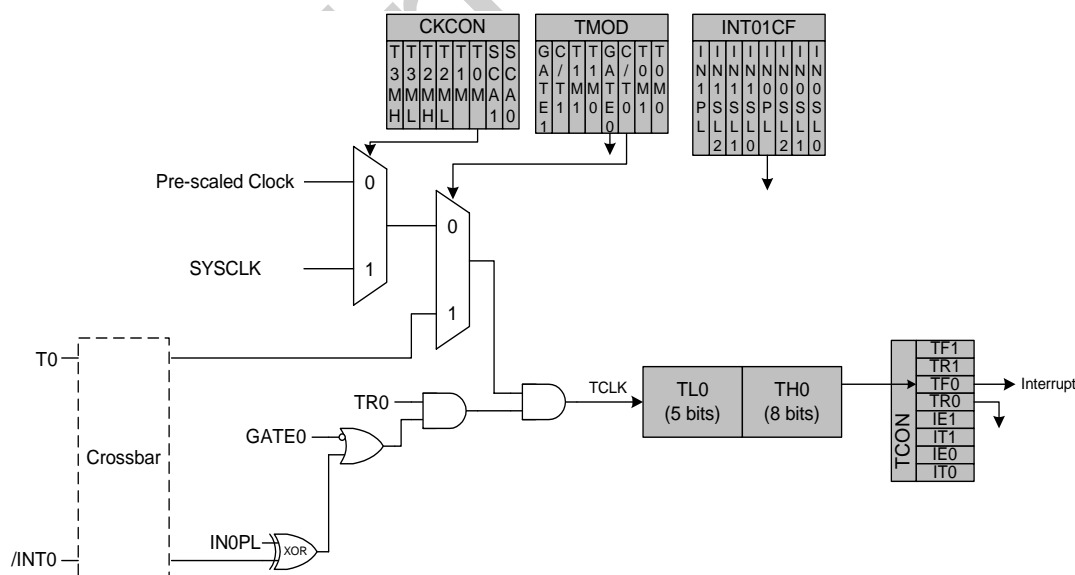 CKCON
TMOD
INT01CF
T3MH
T3ML
T2MH
T2ML
T1M
T0M
SCA1
SCA0
GATE1
C/T1
T1M1
T1M0
GATE0
C/T0
T0M1
T0M0
IN1PL
IN1SL2
IN1SL1
IN1SL0
IN0PL
IN0SL2
IN0SL1
IN0SL0
Pre-scaled Clock
0
0
SYSCLK
1
1
T0
TF1
TR1
TF0
Interrupt
TR0
IE1
IT1
IE0
IT0
TCON
TCLK
TL0
(5 bits)
TH0
(8 bits)
TR0
GATE0
Crossbar
IN0PL
XOR
/INT0